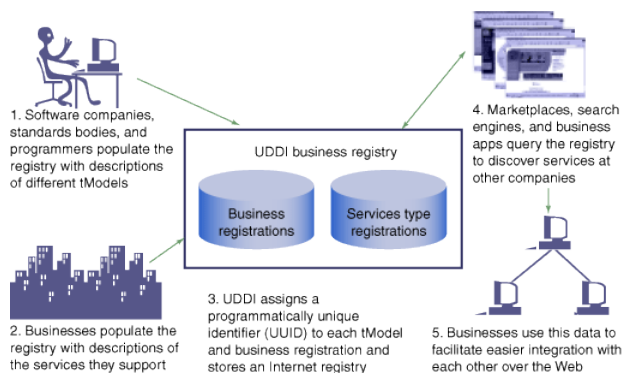 1. Software companies,
standards bodies, and
programmers populate the
registry with descriptions
of different tModels
UDDI business registry
Business
registrations
Services type
registrations
2. Businesses populate the
registry with descriptions of
the services they support
3. UDDI assigns a
programmatically unique
identifier (UUID) to each tModel
and business registration and
stores an Internet registry
4. Marketplaces, search
engines, and business
apps query the registry
to discover services at
other companies
5. Businesses use this data to
facilitate easier integration with
each other over the Web